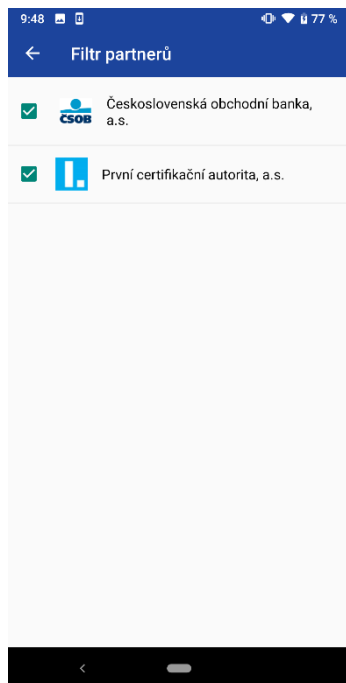 9:48 77 %
Filtr partnerů
Československá obchodní banka,
a.s.
ČSOB
První certifikační autorita, a.s.